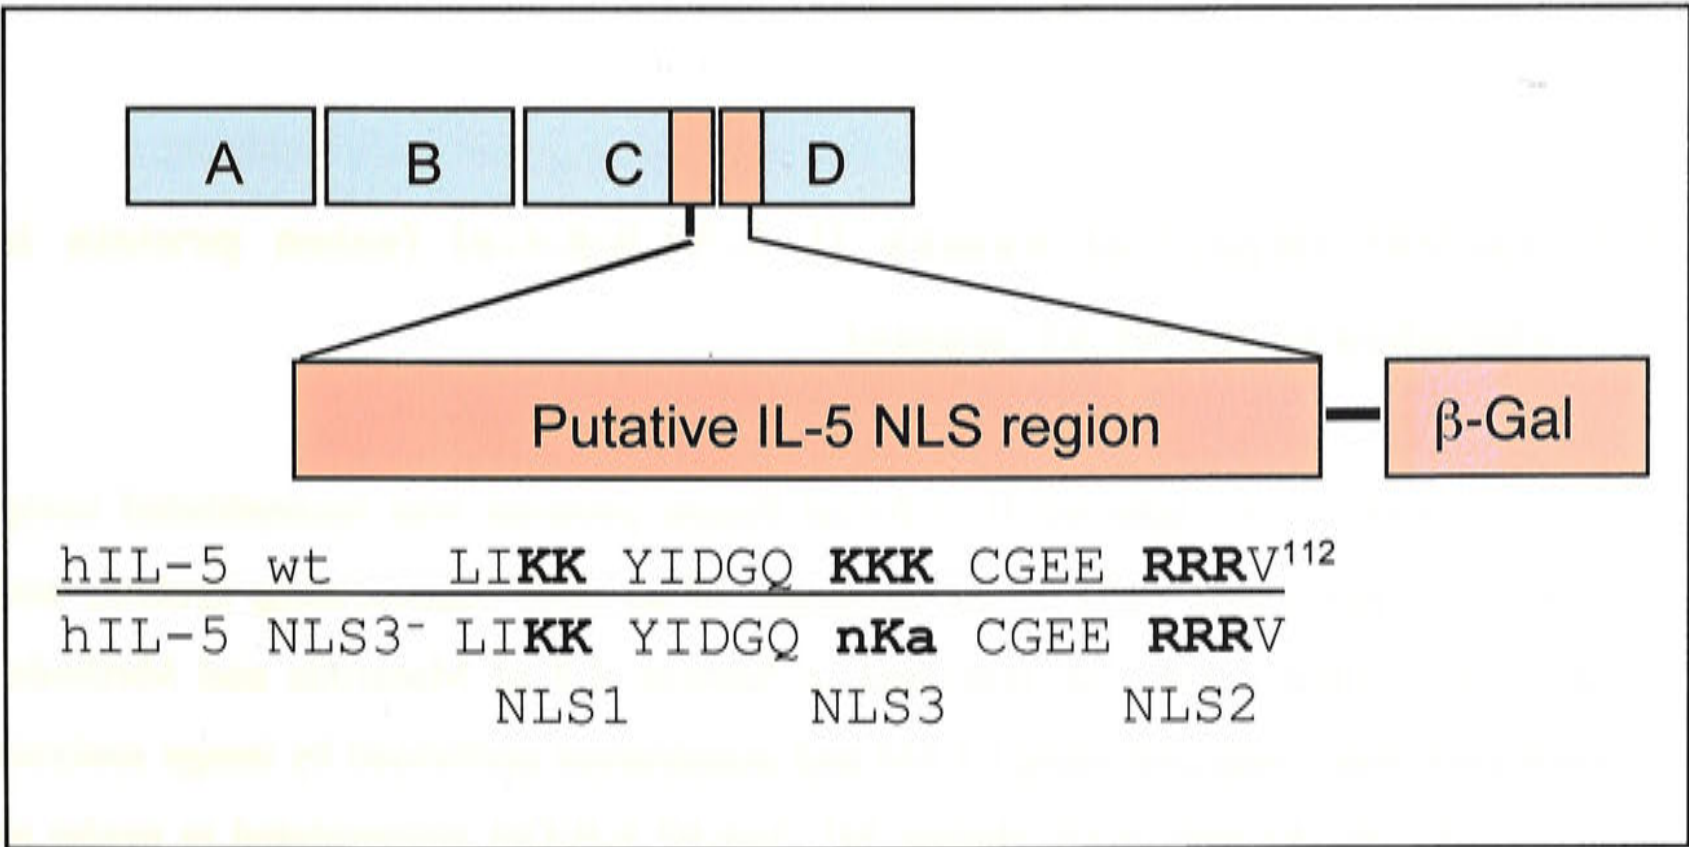 A B C D
Putative IL-5 NLS region β-Gal
hIL-5 wt LIKK YIDGQ KKK CGEE RRRV¹¹²
hIL-5 NLS3⁻ LIKK YIDGQ nKa CGEE RRRV
NLS1 NLS3 NLS2